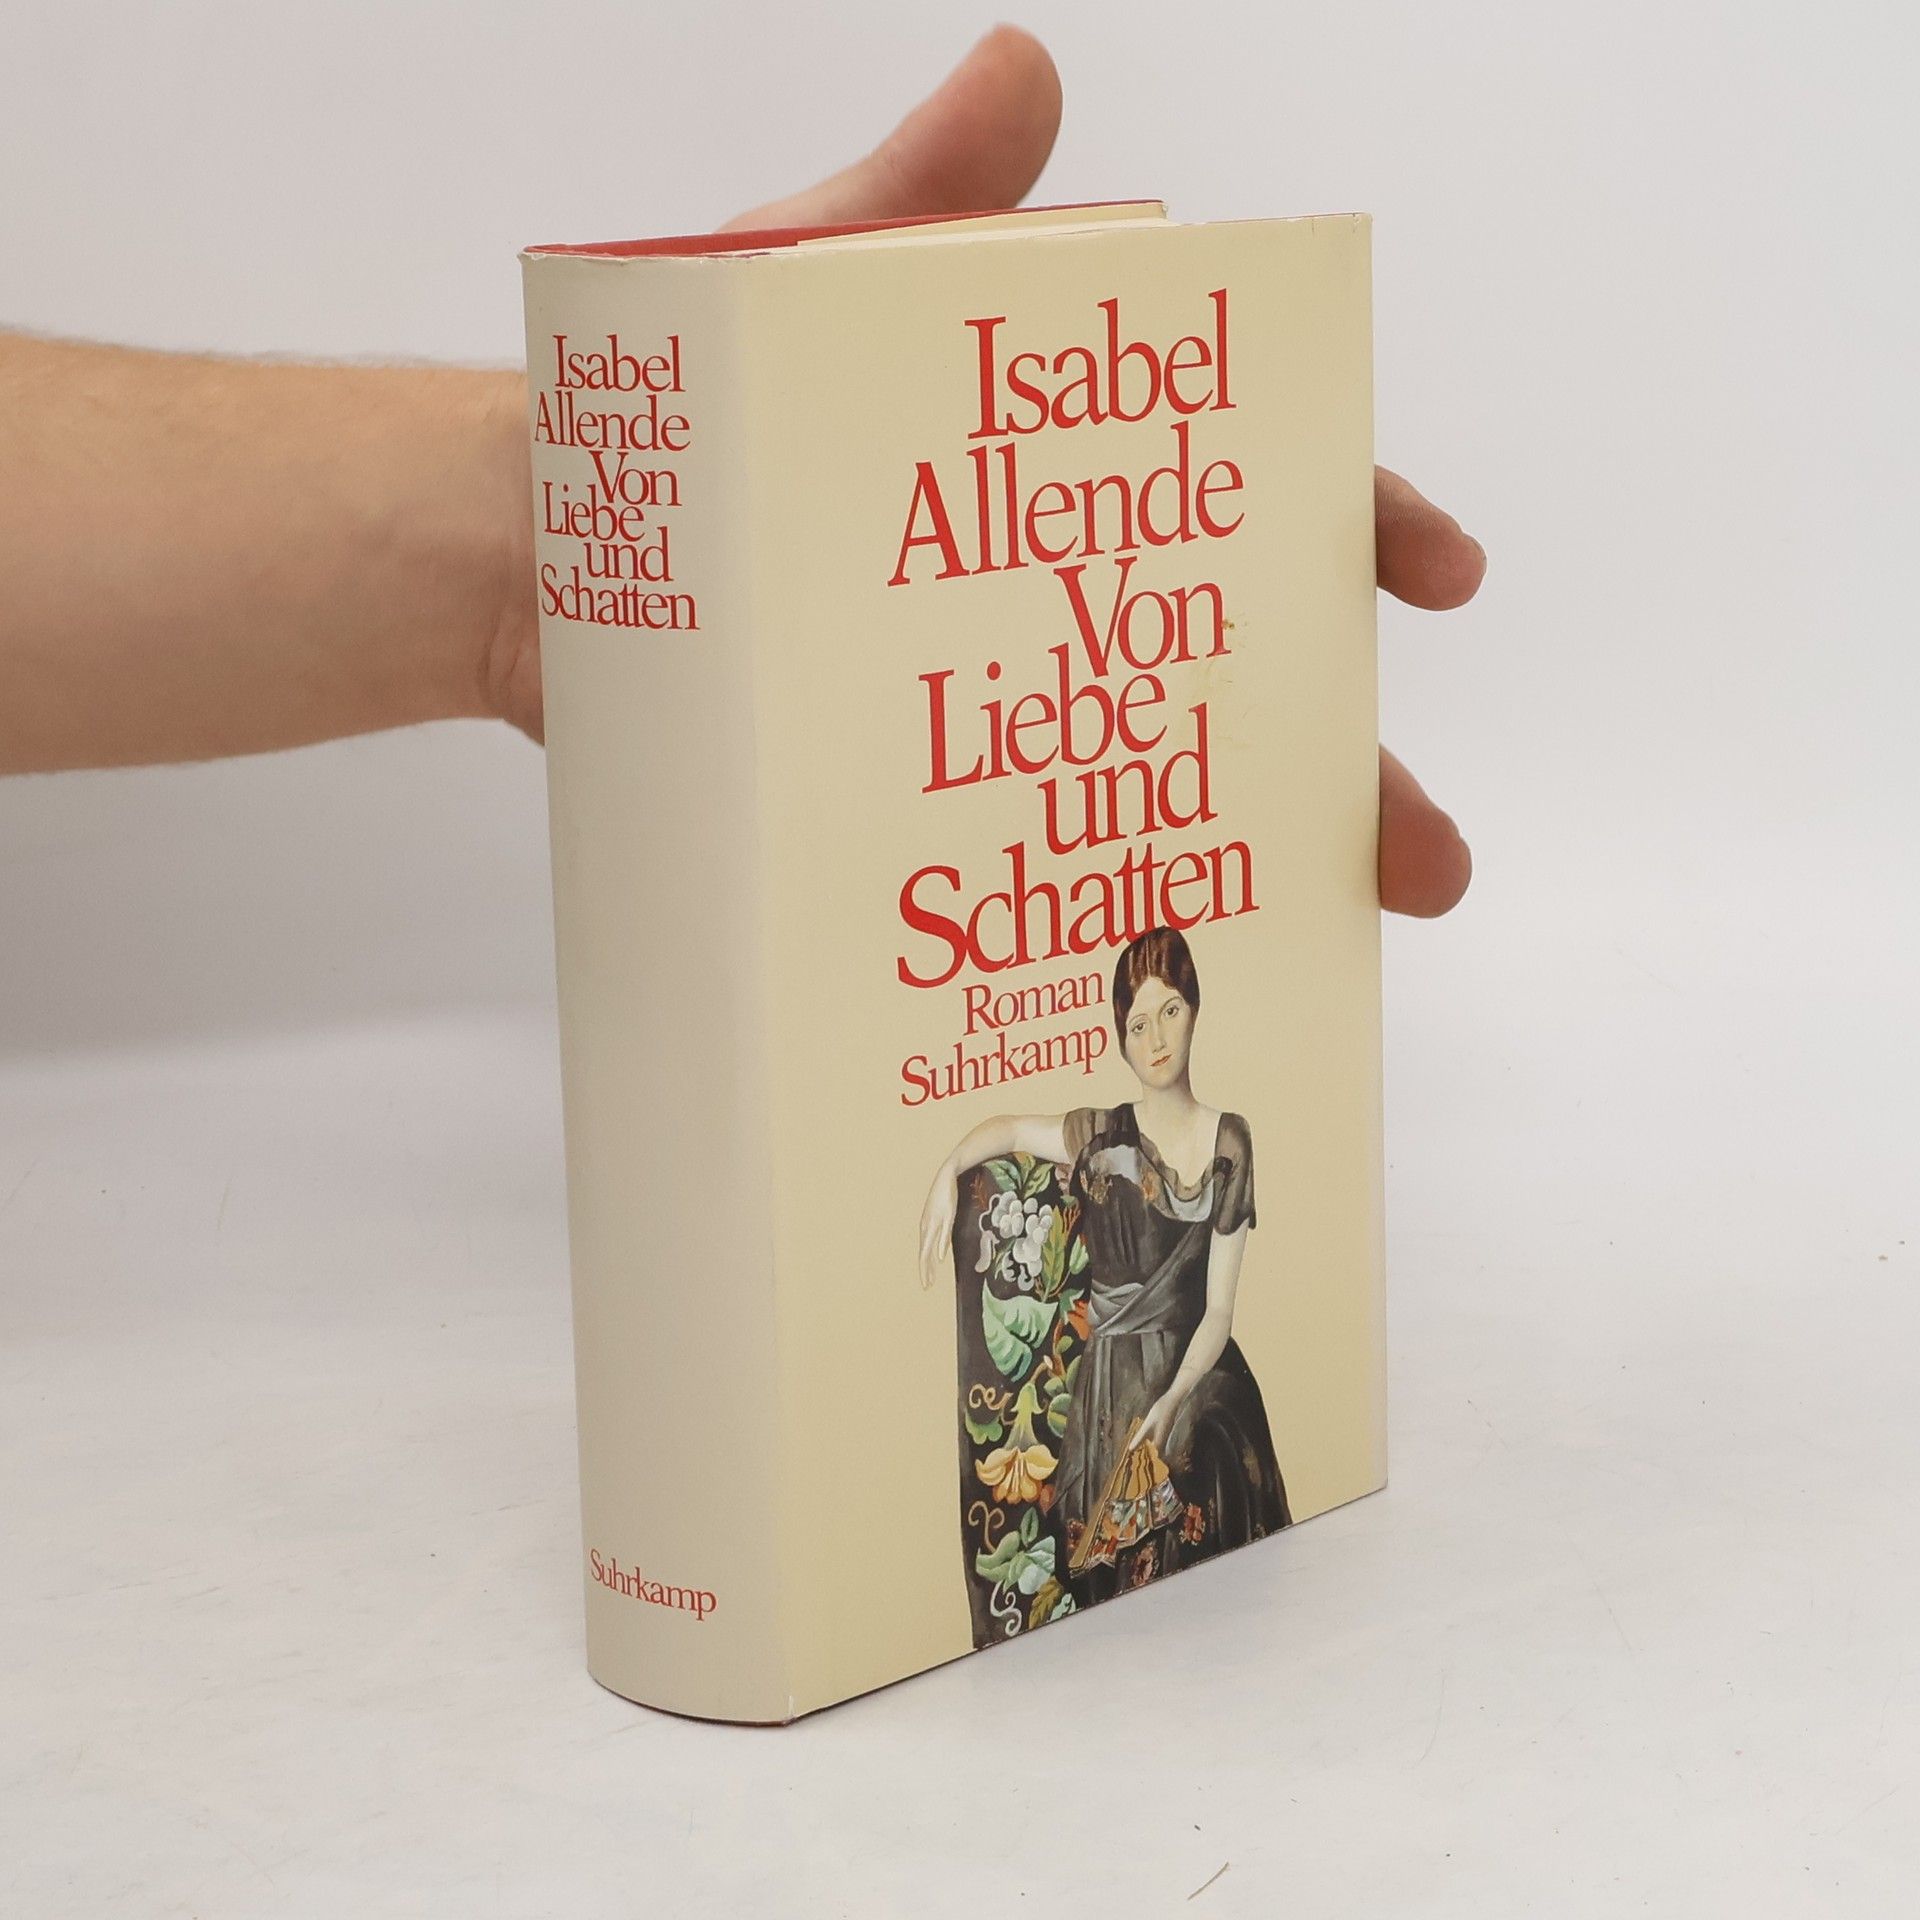 Isabel
Allende
Von
Liebe
und
Schatten
Suhrkamp
Isabel
Allende
Von
Liebe
und
Schatten
Roman
Suhrkamp